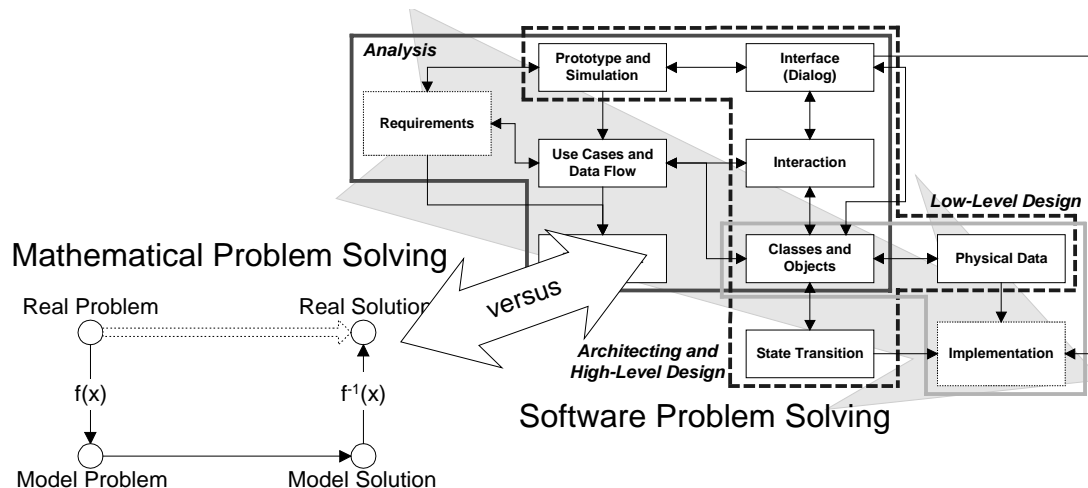 Analysis
Prototype and
Simulation
Interface
(Dialog)
Requirements
Use Cases and
Data Flow
Interaction
Low-Level Design
Classes and
Objects
Physical Data
State Transition
Implementation
Architecting and
High-Level Design
Software Problem Solving
versus
Mathematical Problem Solving
Real Problem
Real Solution
f(x)
f⁻¹(x)
Model Problem
Model Solution